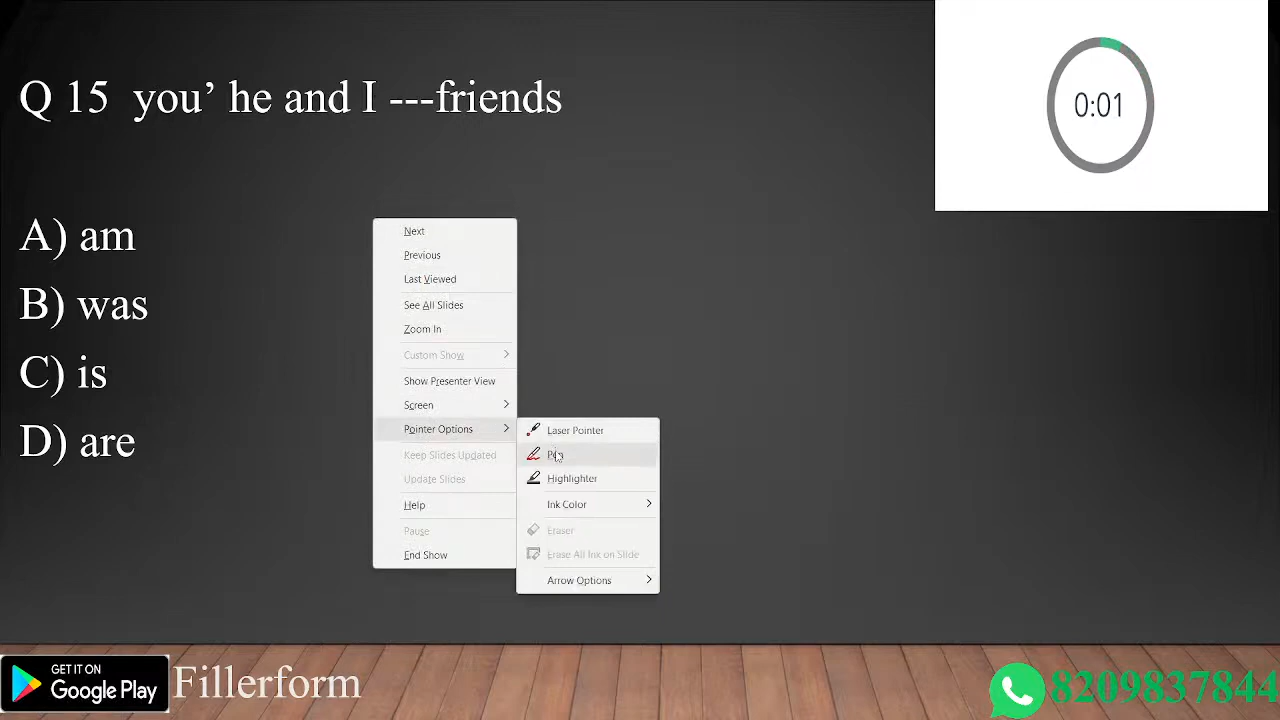 Q 15 you’ he and I ---friends
0:01
A) am
B) was
C) is
D) are
Next
Previous
Last Viewed
See All Slides
Zoom In
Custom Show
Show Presenter View
Screen
Pointer Options
Keep Slides Updated
Update Slides
Help
Pause
End Show
Laser Pointer
Highlighter
Ink Color
Eraser
Erase All Ink on Slide
Arrow Options
GET IT ON
Google Play
Fillerform
8209837844